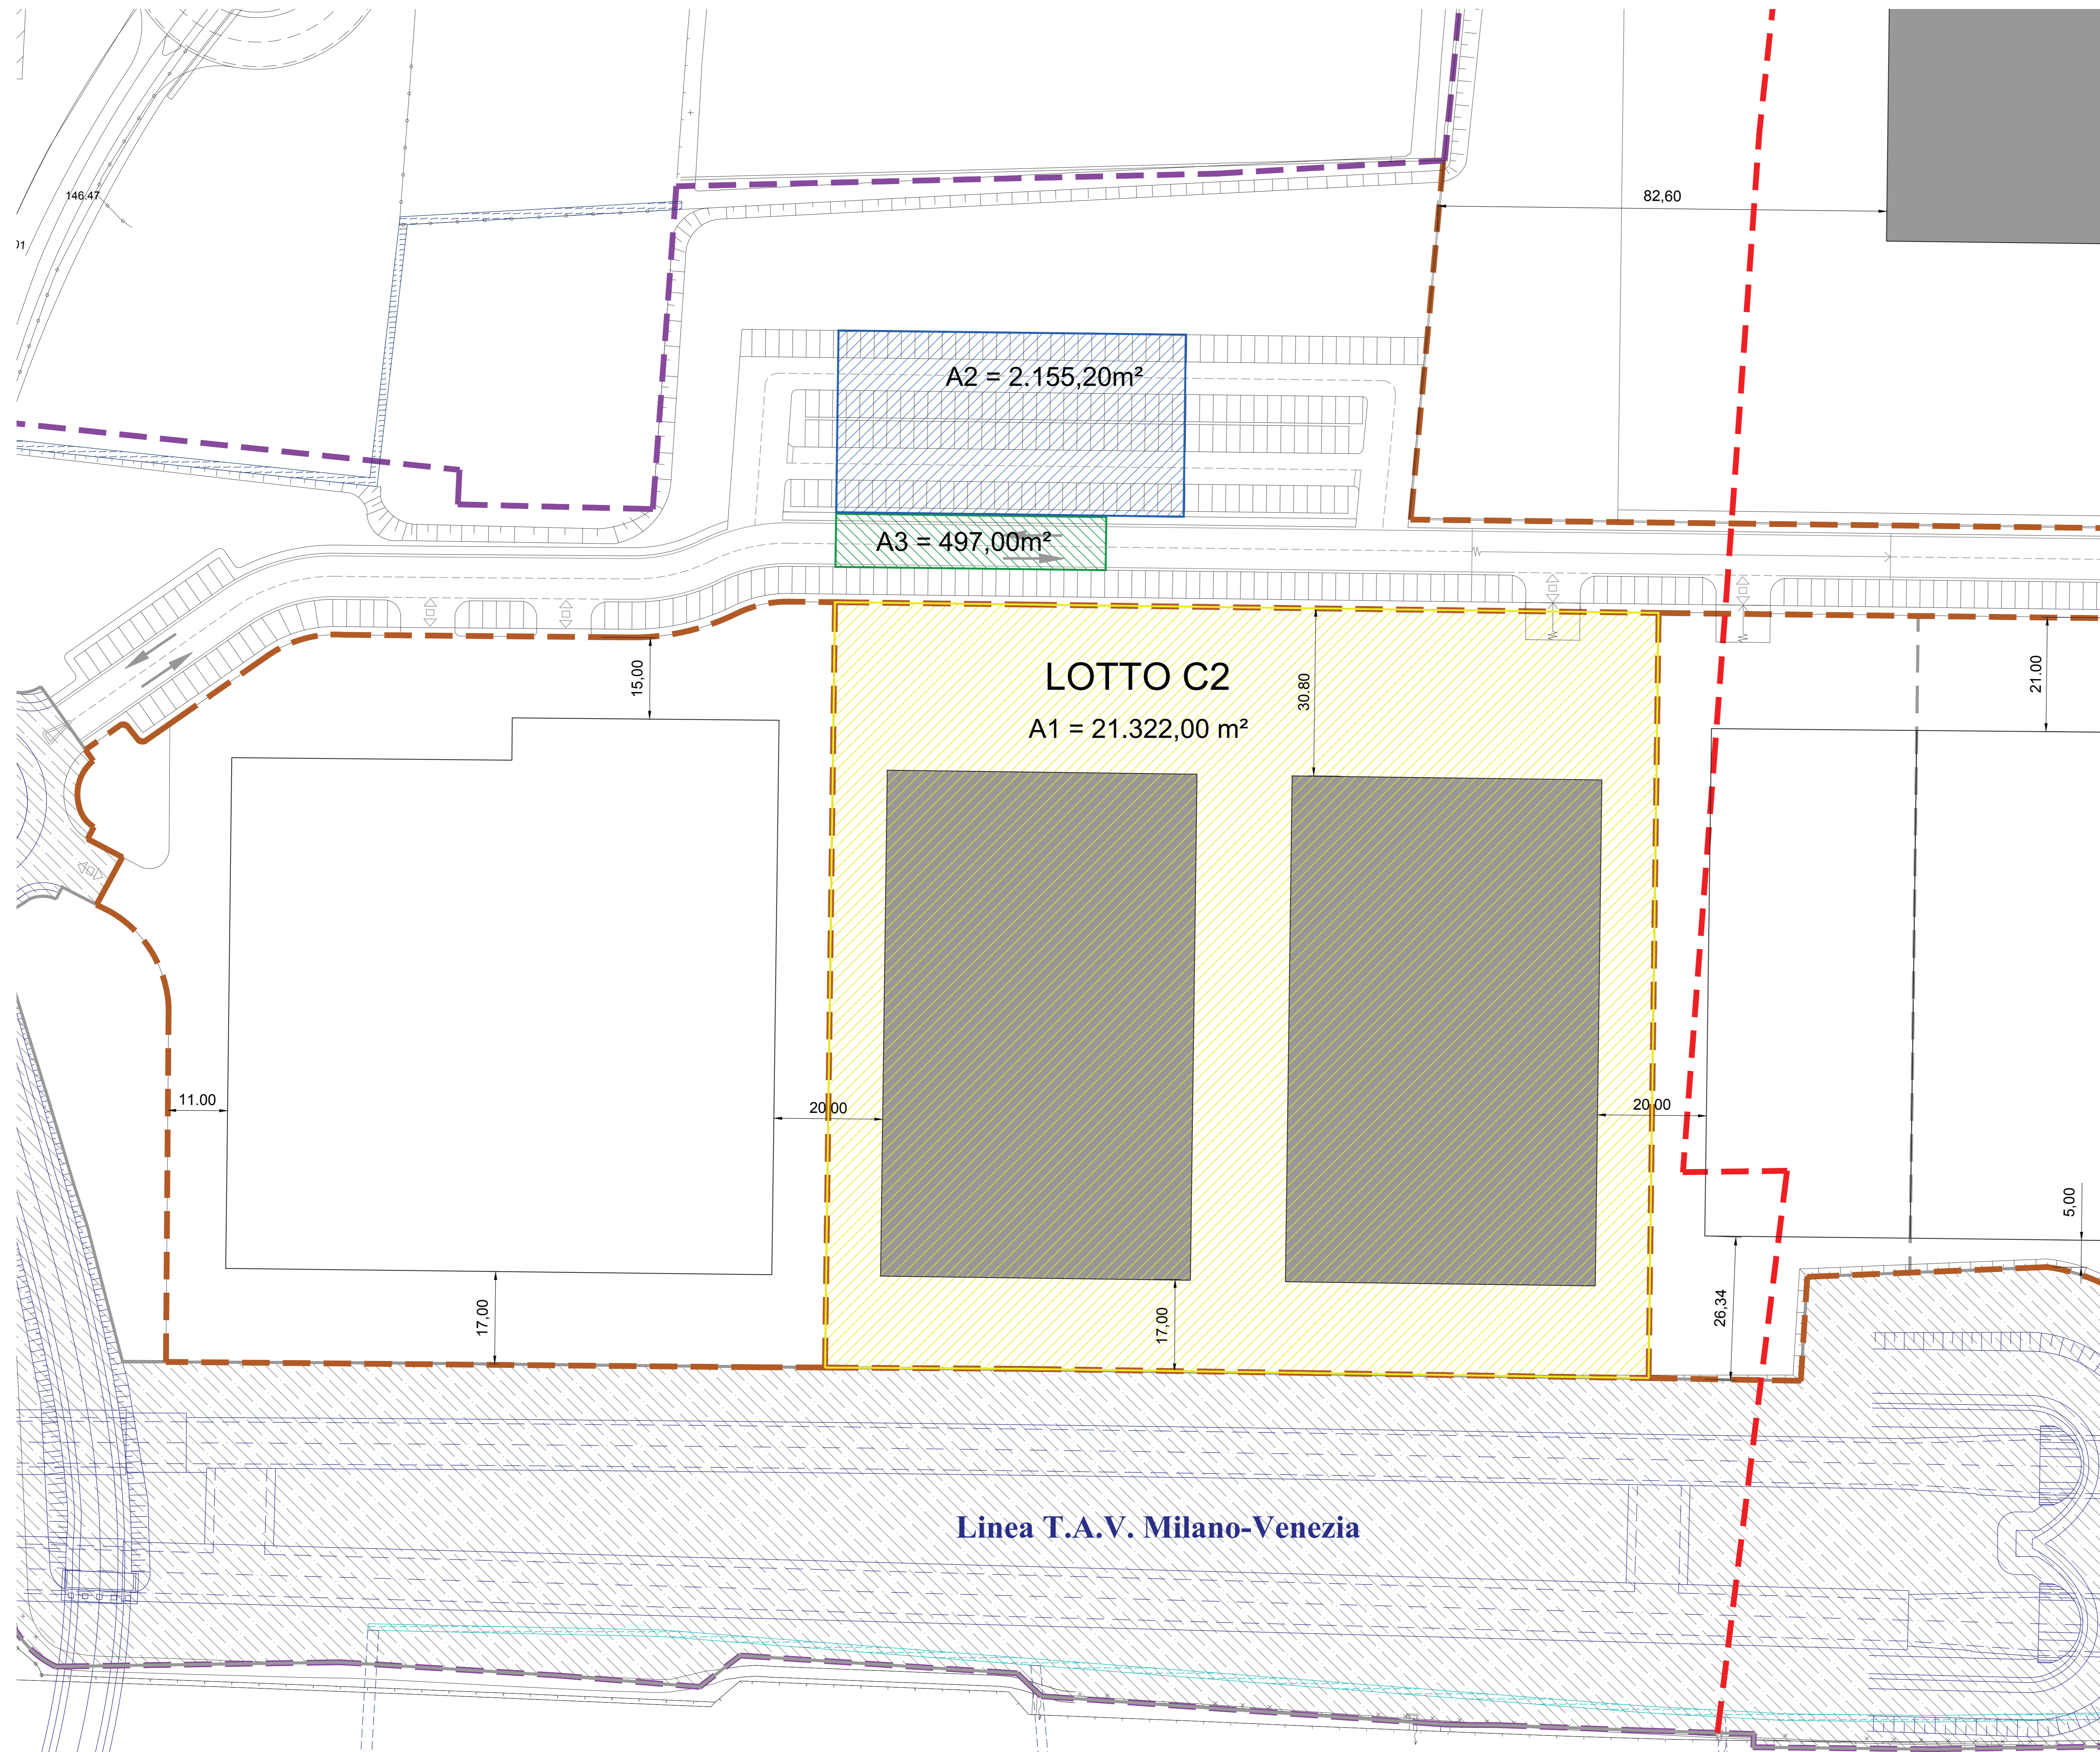 146.47
82,60
A2 = 2.155,20m²
A3 = 497,00m²
15,00
LOTTO C2
30.80
21.00
A1 = 21.322,00 m²
11.00
20.00
20.00
5,00
17,00
17,00
26,34
Linea T.A.V. Milano-Venezia